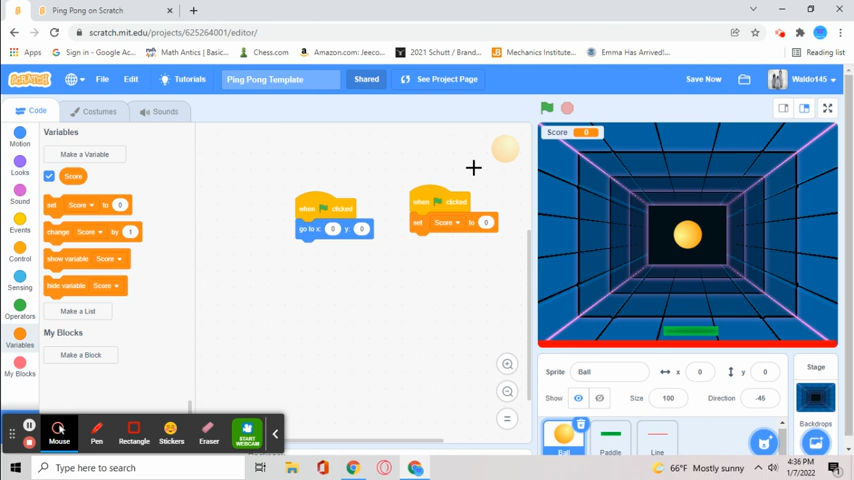 Ping Pong on Scratch
scratch.mit.edu/projects/625264001/editor/
Apps
Sign in - Google Ac...
Math Antics | Basic...
Chess.com
Amazon.com: Jeeco...
2021 Schutt / Brand...
Mechanics Institute...
Emma Has Arrived!...
Reading list
SCRATCH
File
Edit
Tutorials
Ping Pong Template
Shared
See Project Page
Save Now
Waldo145
Code
Costumes
Sounds
Motion
Looks
Sound
Events
Control
Sensing
Operators
Variables
My Blocks
Variables
Make a Variable
Score
set Score to 0
change Score by 1
show variable Score
hide variable Score
Make a List
My Blocks
Make a Block
when clicked
go to x: 0 y: 0
when clicked
set Score to 0
Score 0
Sprite Ball x 0 y 0
Show Size 100 Direction -45
Ball
Paddle
Line
Stage
Backdrops
Mouse
Pen
Rectangle
Stickers
Eraser
START
WEBCAM
Type here to search
66°F Mostly sunny
4:36 PM
1/7/2022